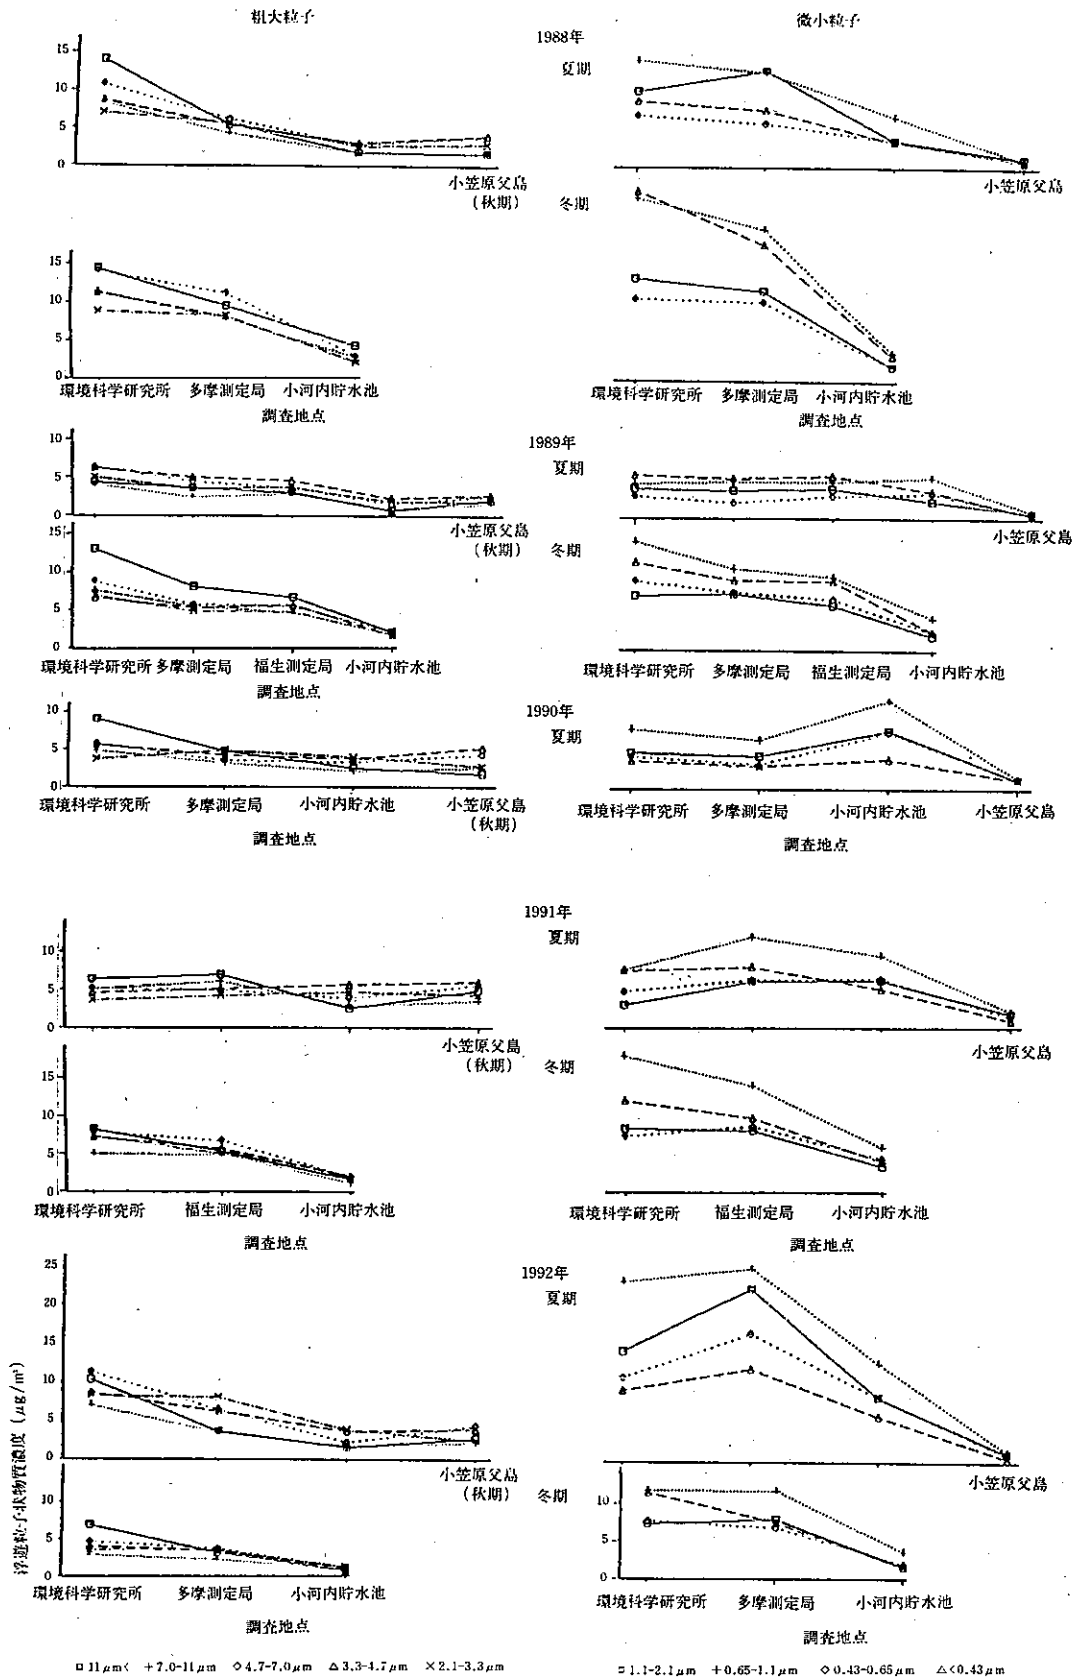 粗大粒子
微小粒子
1988年
夏期
15
10
5
0
小笠原父島
(秋期)
小笠原父島
冬期
15
10
5
0
環境科学研究所 多摩測定局 小河内貯水池
調査地点
環境科学研究所 多摩測定局 小河内貯水池
調査地点
1989年
夏期
10
5
0
小笠原父島
(秋期)
小笠原父島
冬期
15
10
5
0
環境科学研究所 多摩測定局 福生測定局 小河内貯水池
調査地点
環境科学研究所 多摩測定局 福生測定局 小河内貯水池
調査地点
1990年
夏期
10
5
0
環境科学研究所 多摩測定局 小河内貯水池 小笠原父島
(秋期)
調査地点
環境科学研究所 多摩測定局 小河内貯水池 小笠原父島
調査地点
1991年
夏期
10
5
0
小笠原父島
(秋期)
小笠原父島
冬期
15
10
5
0
環境科学研究所 福生測定局 小河内貯水池
調査地点
環境科学研究所 福生測定局 小河内貯水池
調査地点
1992年
夏期
25
20
15
10
5
0
小笠原父島
(秋期)
小笠原父島
冬期
浮遊粒子状物質濃度 (μg/m³)
10
5
0
環境科学研究所 多摩測定局 小河内貯水池
調査地点
10
5
0
環境科学研究所 多摩測定局 小河内貯水池
調査地点
□ 11μm< + 7.0-11μm ◇ 4.7-7.0μm △ 3.3-4.7μm × 2.1-3.3μm
□ 1.1-2.1μm + 0.65-1.1μm ◇ 0.43-0.65μm △ <0.43μm